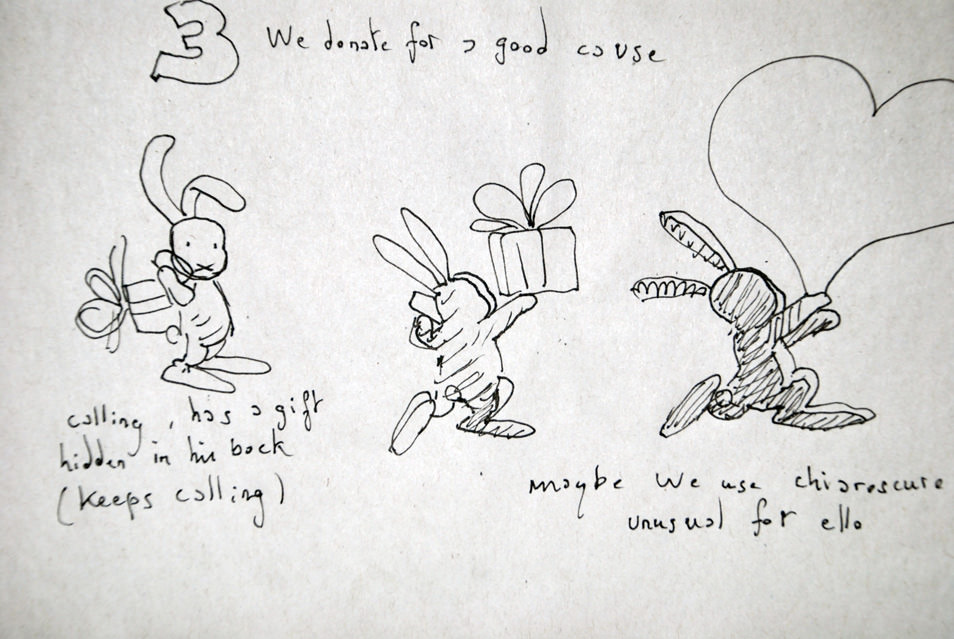 3 We donate for a good cause
calling, has a gift
hidden in his back
(Keeps calling)
maybe we use chiarescure
unusual for ello